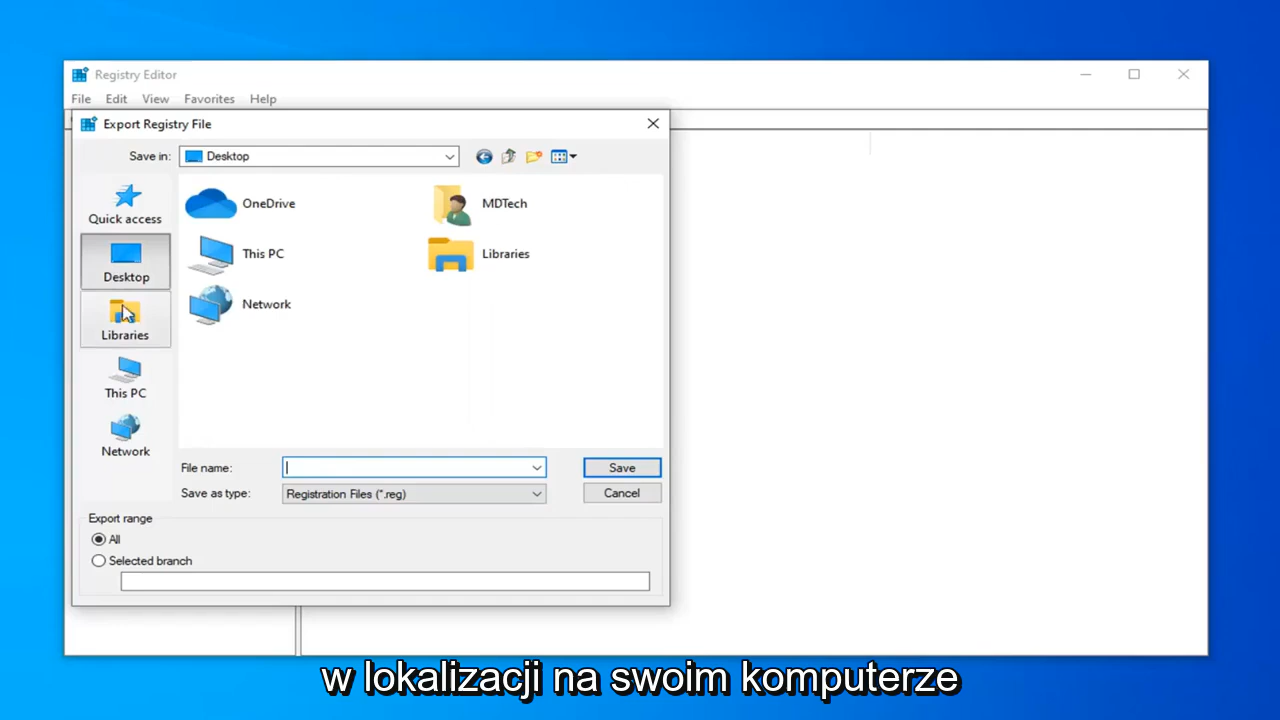 Registry Editor
File Edit View Favorites Help
Export Registry File
Save in: Desktop
Quick access
Desktop
Libraries
This PC
Network
OneDrive
MDTech
This PC
Libraries
Network
File name:
Save
Save as type: Registration Files (*.reg)
Cancel
Export range
All
Selected branch
w lokalizacji na swoim komputerze